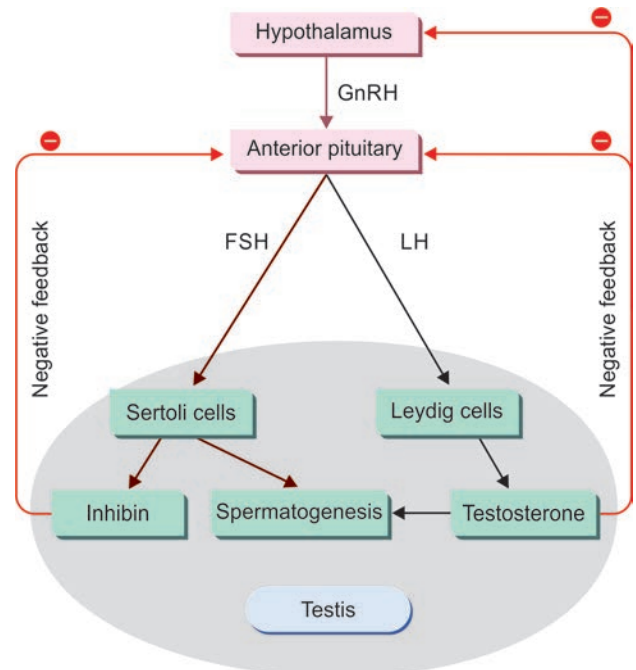 Hypothalamus
GnRH
Anterior pituitary
FSH
LH
Negative feedback
Negative feedback
Sertoli cells
Leydig cells
Inhibin
Spermatogenesis
Testosterone
Testis